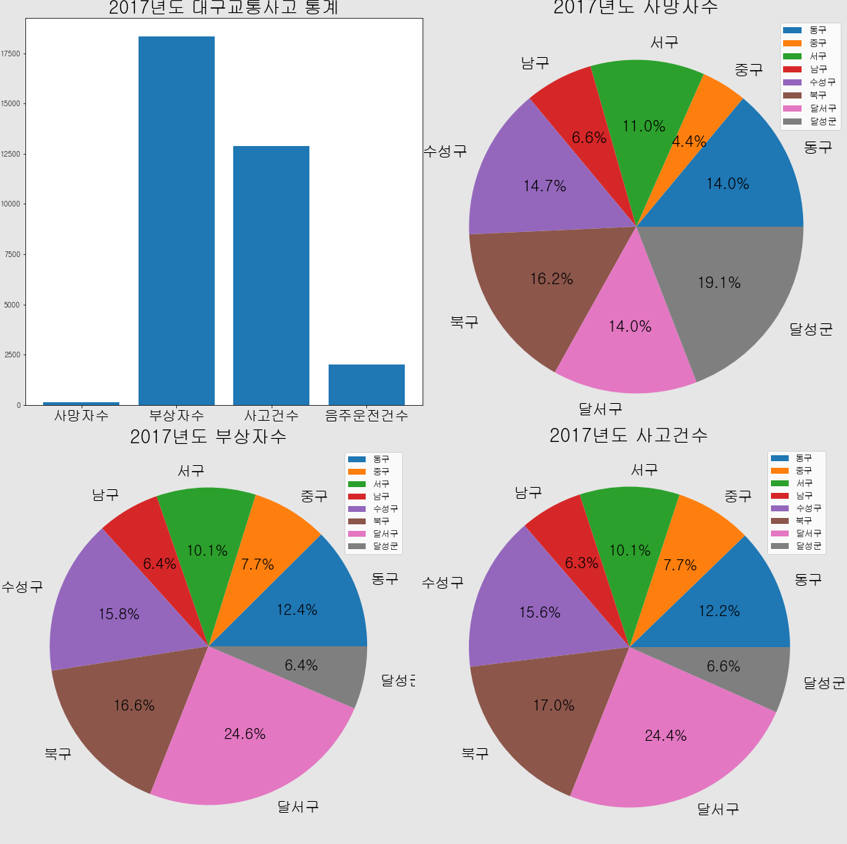 2017년도 대구교통사고 통계
17500
15000
12500
10000
7500
5000
2500
0
사망자수
부상자수
사고건수
음주운전건수
2017년도 사망자수
동구
중구
서구
남구
수성구
북구
달서구
달성군
서구
남구
중구
동구
수성구
북구
달서구
달성군
11.0%
6.6%
4.4%
14.0%
14.7%
16.2%
14.0%
19.1%
2017년도 부상자수
동구
중구
서구
남구
수성구
북구
달서구
달성군
서구
남구
중구
동구
수성구
북구
달서구
10.1%
6.4%
7.7%
12.4%
15.8%
16.6%
24.6%
6.4%
2017년도 사고건수
동구
중구
서구
남구
수성구
북구
달서구
달성군
서구
남구
중구
동구
수성구
북구
달서구
달성군
10.1%
6.3%
7.7%
12.2%
15.6%
17.0%
24.4%
6.6%